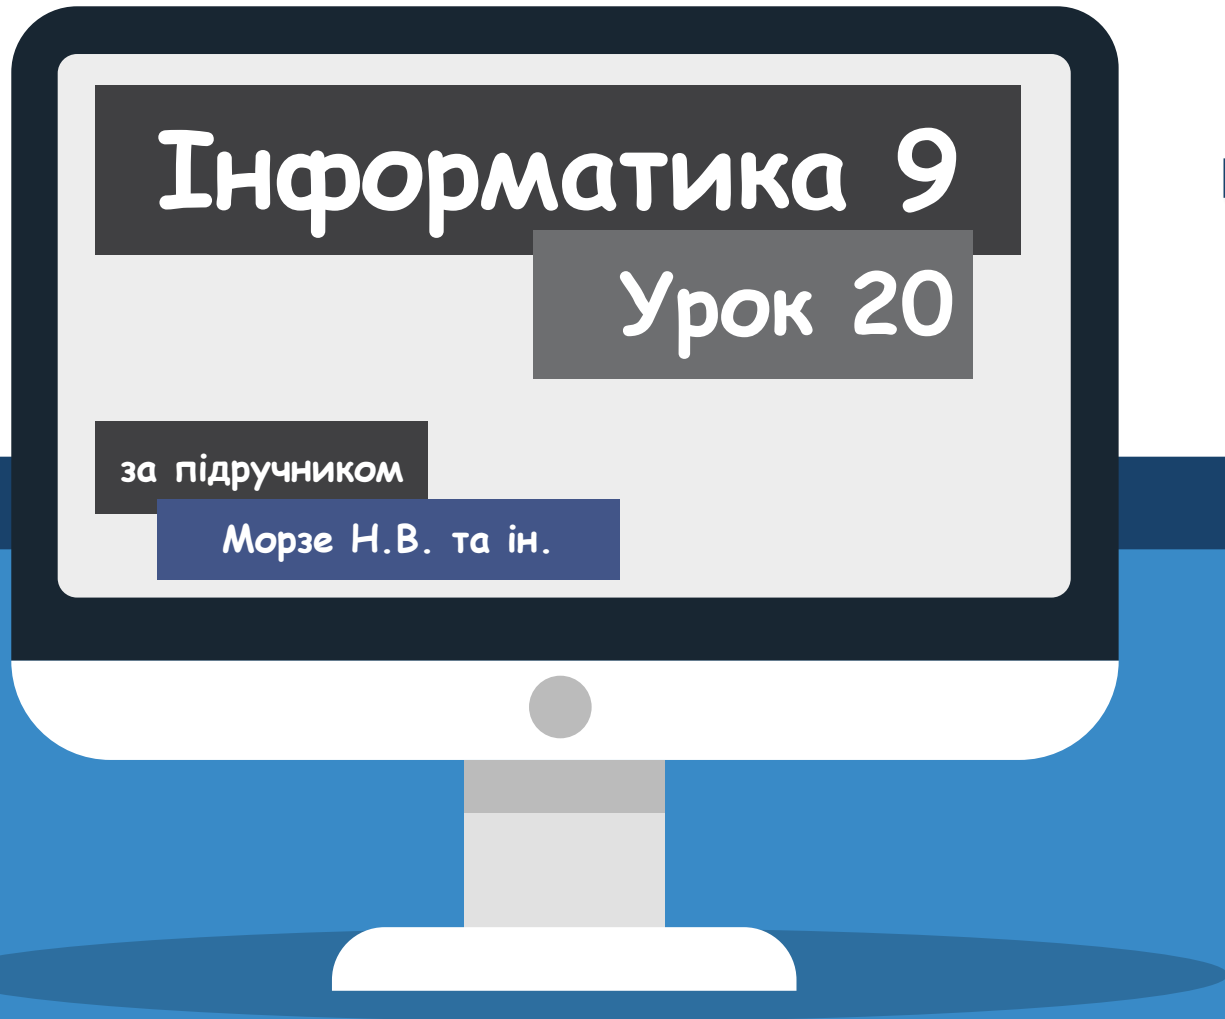 Інформатика 9
Урок 20
за підручником
Морзе Н.В. та ін.